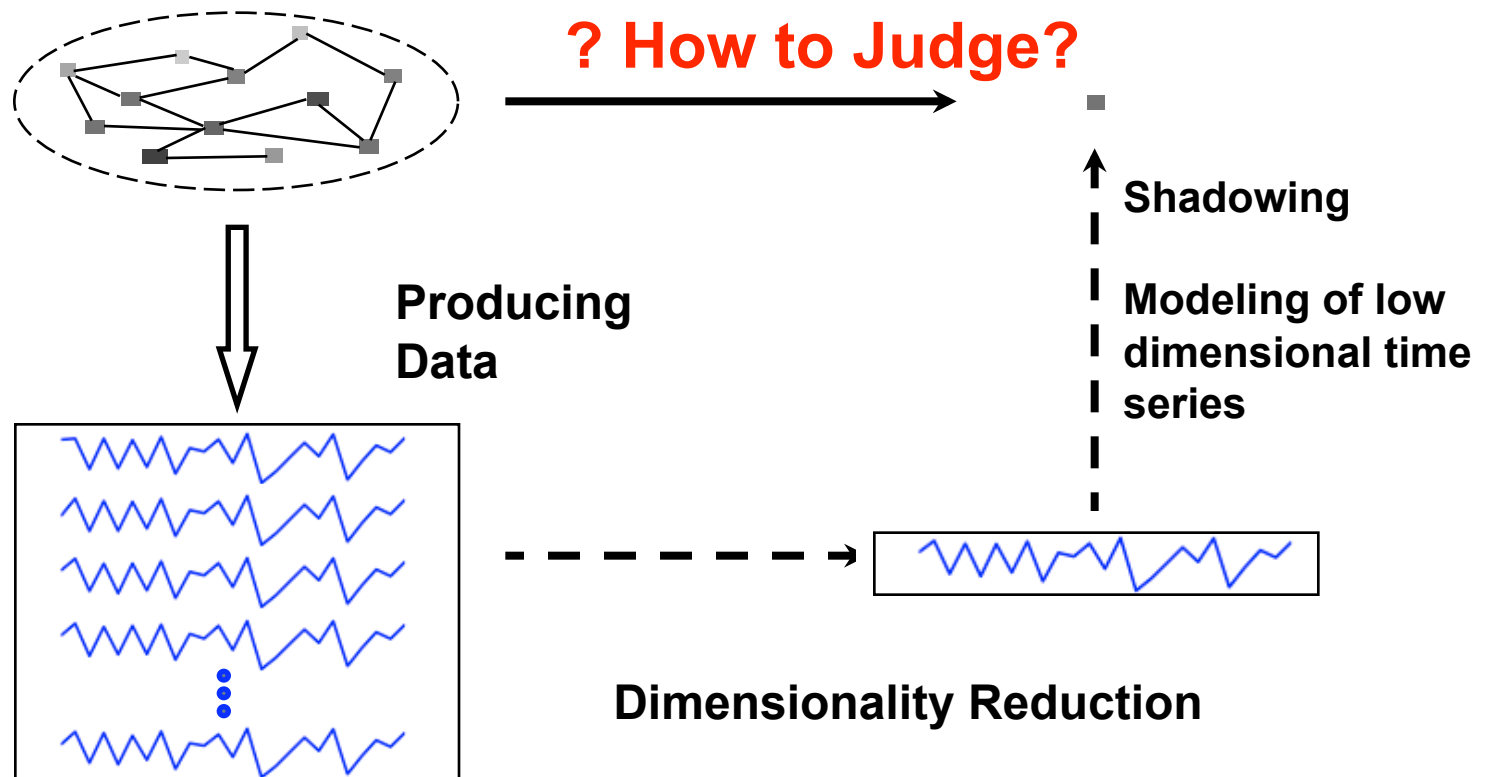 ? How to Judge?
Shadowing
Producing
Data
Modeling of low
dimensional time
series
Dimensionality Reduction